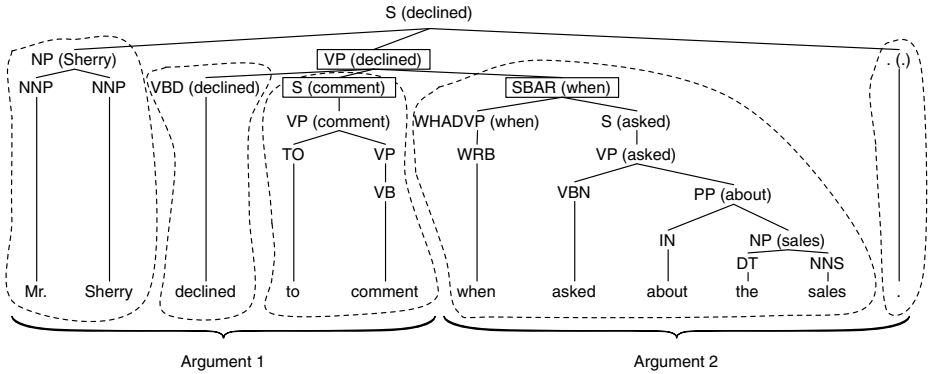 S (declined)
NP (Sherry) VP (declined) . (.)
NNP NNP VBD (declined) S (comment) SBAR (when)
VP (comment) WHADVP (when) S (asked)
TO VP WRB VP (asked)
VB VBN PP (about)
IN NP (sales)
DT NNS
Mr. Sherry declined to comment when asked about the sales .
Argument 1 Argument 2